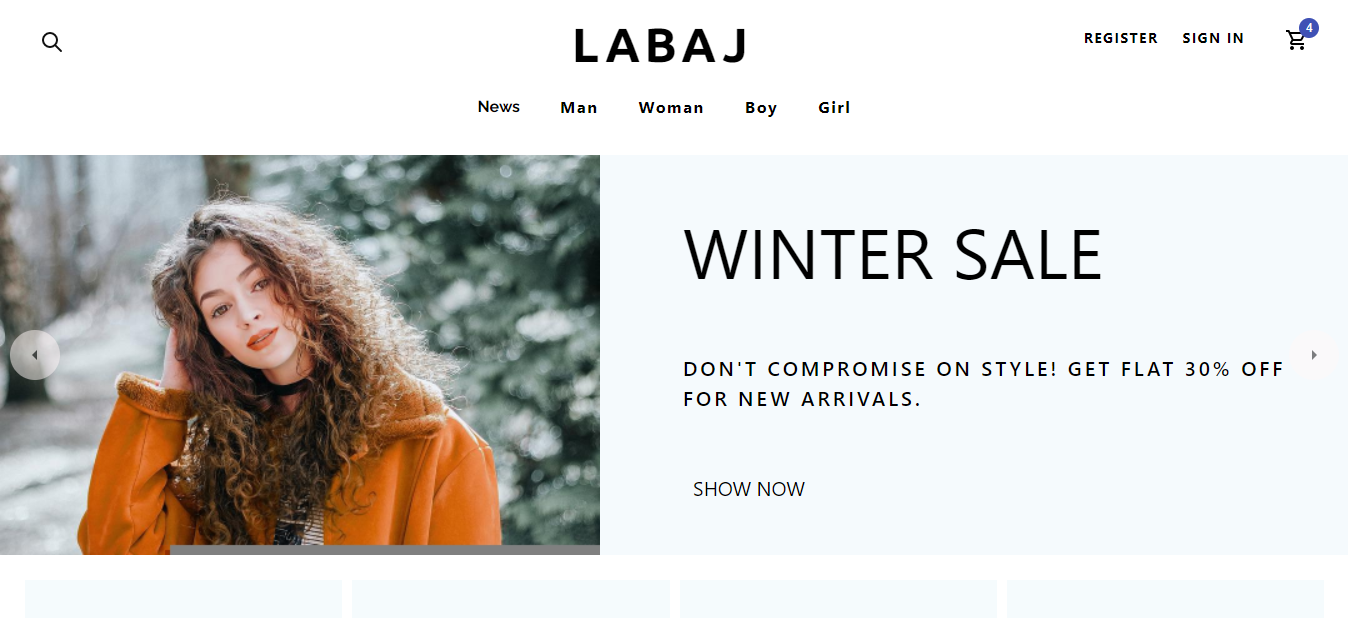 LABAJ
REGISTER SIGN IN 4
News Man Woman Boy Girl
WINTER SALE
DON'T COMPROMISE ON STYLE! GET FLAT 30% OFF
FOR NEW ARRIVALS.
SHOW NOW